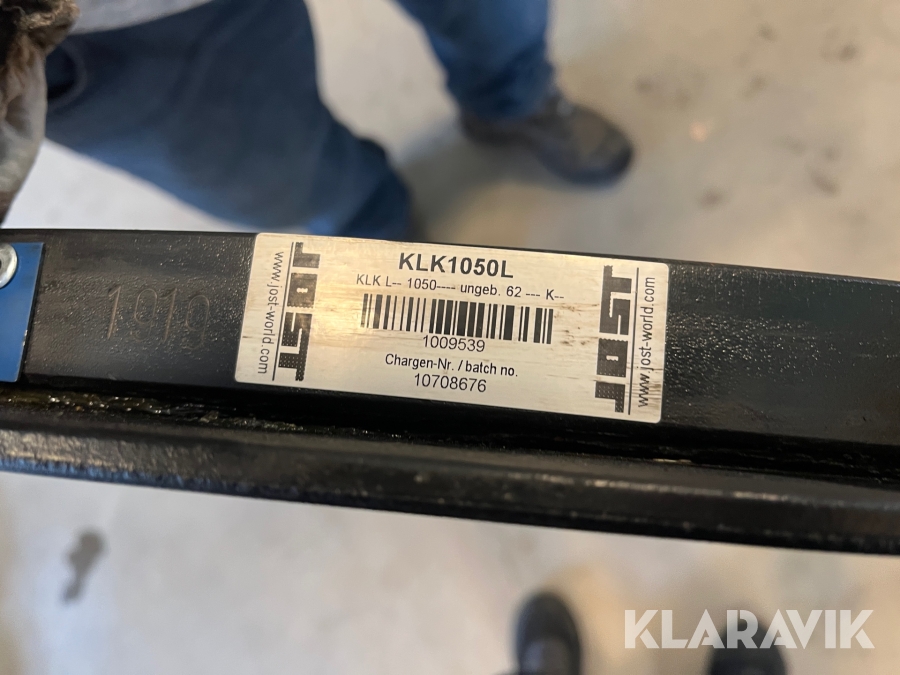 1010
www.jost-world.com
JOST
KLK1050L
KLK L-- 1050---- ungeb. 62 --- K--
1009539
Chargen-Nr. / batch no.
10708676
JOST
www.jost-world.com
KLARAVIK